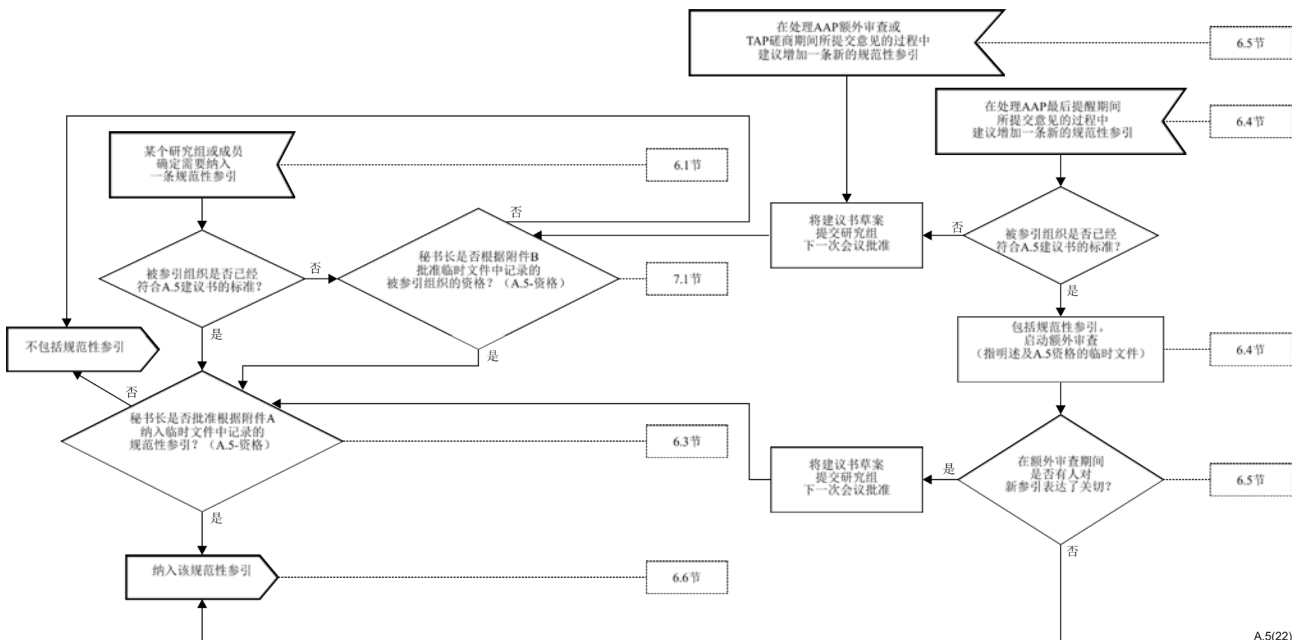 在处理AAP额外审查或
TAP磋商期间所提交意见的过程中
建议增加一条新的规范性参引
6.5节
在处理AAP最后提醒期间
所提交意见的过程中
建议增加一条新的规范性参引
6.4节
某个研究组或成员
确定需要纳入
一条规范性参引
6.1节
否
将建议书草案
提交研究组
下一次会议批准
否
被参引组织是否已经
符合A.5建议书的标准？
被参引组织是否已经
符合A.5建议书的标准？
否
秘书长是否根据附件B
批准临时文件中记录的
被参引组织的资格？（A.5-资格）
7.1节
是
是
是
不包括规范性参引
包括规范性参引。
启动额外审查
（指明述及A.5资格的临时文件）
6.4节
否
秘书长是否批准根据附件A
纳入临时文件中记录的
规范性参引？（A.5-资格）
6.3节
将建议书草案
提交研究组
下一次会议批准
是
在额外审查期间
是否有人对
新参引表达了关切？
6.5节
是
否
纳入该规范性参引
6.6节
A.5(22)